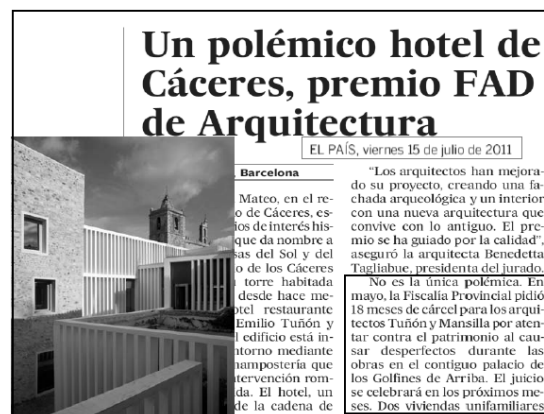 Un polémico hotel de
Cáceres, premio FAD
de Arquitectura
EL PAÍS, viernes 15 de julio de 2011
Barcelona
Mateo, en el re-
o de Cáceres, es-
ios de interés his-
que da nombre a
sas del Sol y del
o de los Cáceres
torre habitada
desde hace me-
otel restaurante
Emilio Tuñón y
l edificio está in-
ntorno mediante
mampostería que
ntervención rom-
da. El hotel, un
de la cadena de
"Los arquitectos han mejora-
do su proyecto, creando una fa-
chada arqueológica y un interior
con una nueva arquitectura que
convive con lo antiguo. El pre-
mio se ha guiado por la calidad",
aseguró la arquitecta Benedetta
Tagliabue, presidenta del jurado.
No es la única polémica. En
mayo, la Fiscalía Provincial pidió
18 meses de cárcel para los arqui-
tectos Tuñón y Mansilla por aten-
tar contra el patrimonio al cau-
sar desperfectos durante las
obras en el contiguo palacio de
los Golfines de Arriba. El juicio
se celebrará en los próximos me-
ses. Dos viviendas unifamiliares